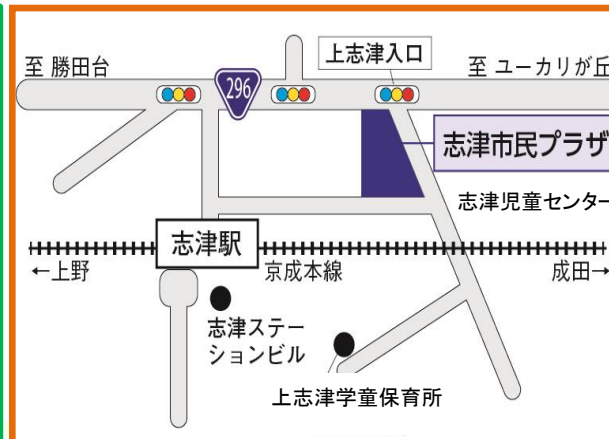 至 勝田台
296
上志津入口
至 ユーカリが丘
志津市民プラザ
志津児童センター
志津駅
←上野
京成本線
成田→
志津ステー
ションビル
上志津学童保育所